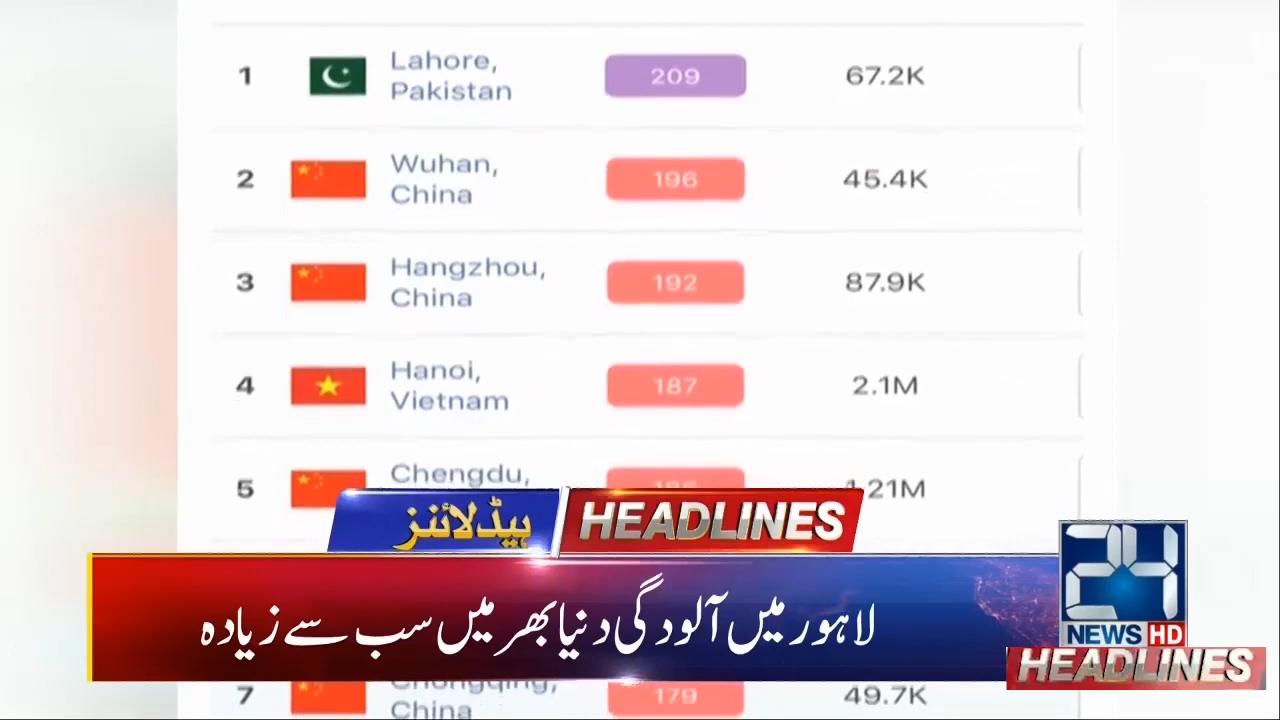 1 Lahore, Pakistan 209 67.2K
2 Wuhan, China 196 45.4K
3 Hangzhou, China 192 87.9K
4 Hanoi, Vietnam 187 2.1M
5 Chengdu, 1.21M
ہیڈلائنز HEADLINES
لاہور میں آلودگی دنیا بھر میں سب سے زیادہ
24 NEWS HD
HEADLINES
7 Chongqing, China 179 49.7K